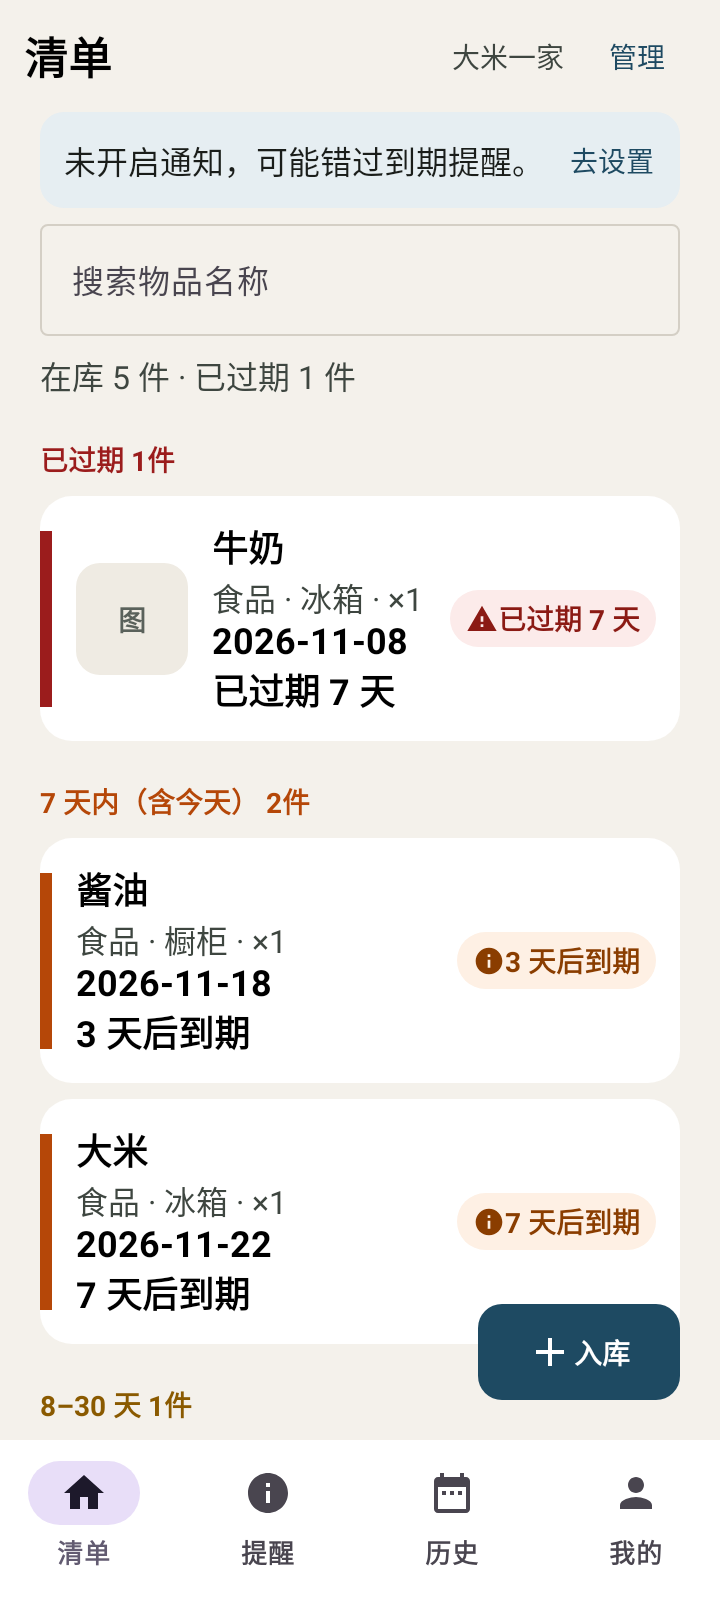 清单
大米一家 管理
未开启通知，可能错过到期提醒。 去设置
搜索物品名称
在库 5 件 · 已过期 1 件
已过期 1件
图
牛奶
食品 · 冰箱 · ×1
2026-11-08
已过期 7 天
已过期 7 天
7 天内（含今天） 2件
酱油
食品 · 橱柜 · ×1
2026-11-18
3 天后到期
3 天后到期
大米
食品 · 冰箱 · ×1
2026-11-22
7 天后到期
7 天后到期
入库
8–30 天 1件
清单 提醒 历史 我的